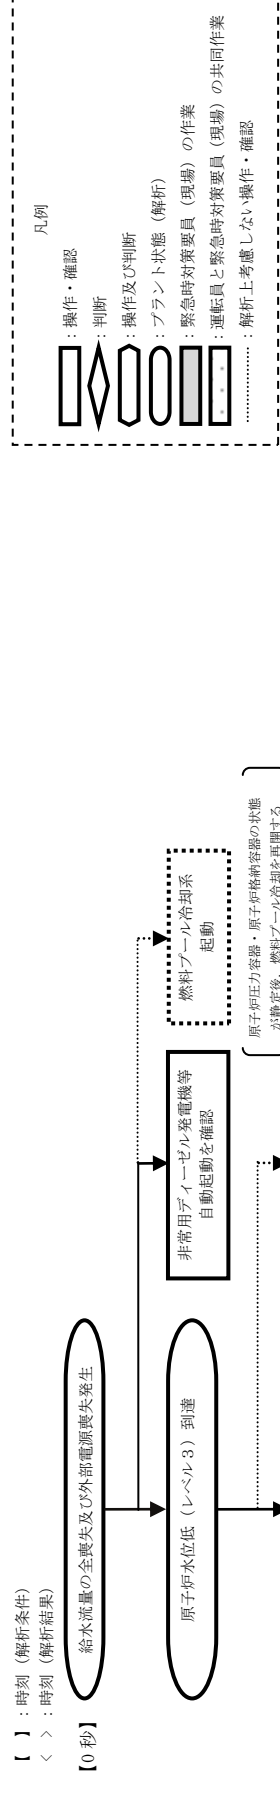 【　】：時刻（解析条件）
＜　＞：時刻（解析結果）
【0 秒】
給水流量の全喪失及び外部電源喪失発生
原子炉水位低（レベル３）到達
非常用ディーゼル発電機等
自動起動を確認
燃料プール冷却系
起動
原子炉圧力容器・原子炉格納容器の状態
が静定後，燃料プール冷却を再開する
凡例
：操作・確認
：判断
：操作及び判断
：プラント状態（解析）
：緊急時対策要員（現場）の作業
：運転員と緊急時対策要員（現場）の共同作業
：解析上考慮しない操作・確認